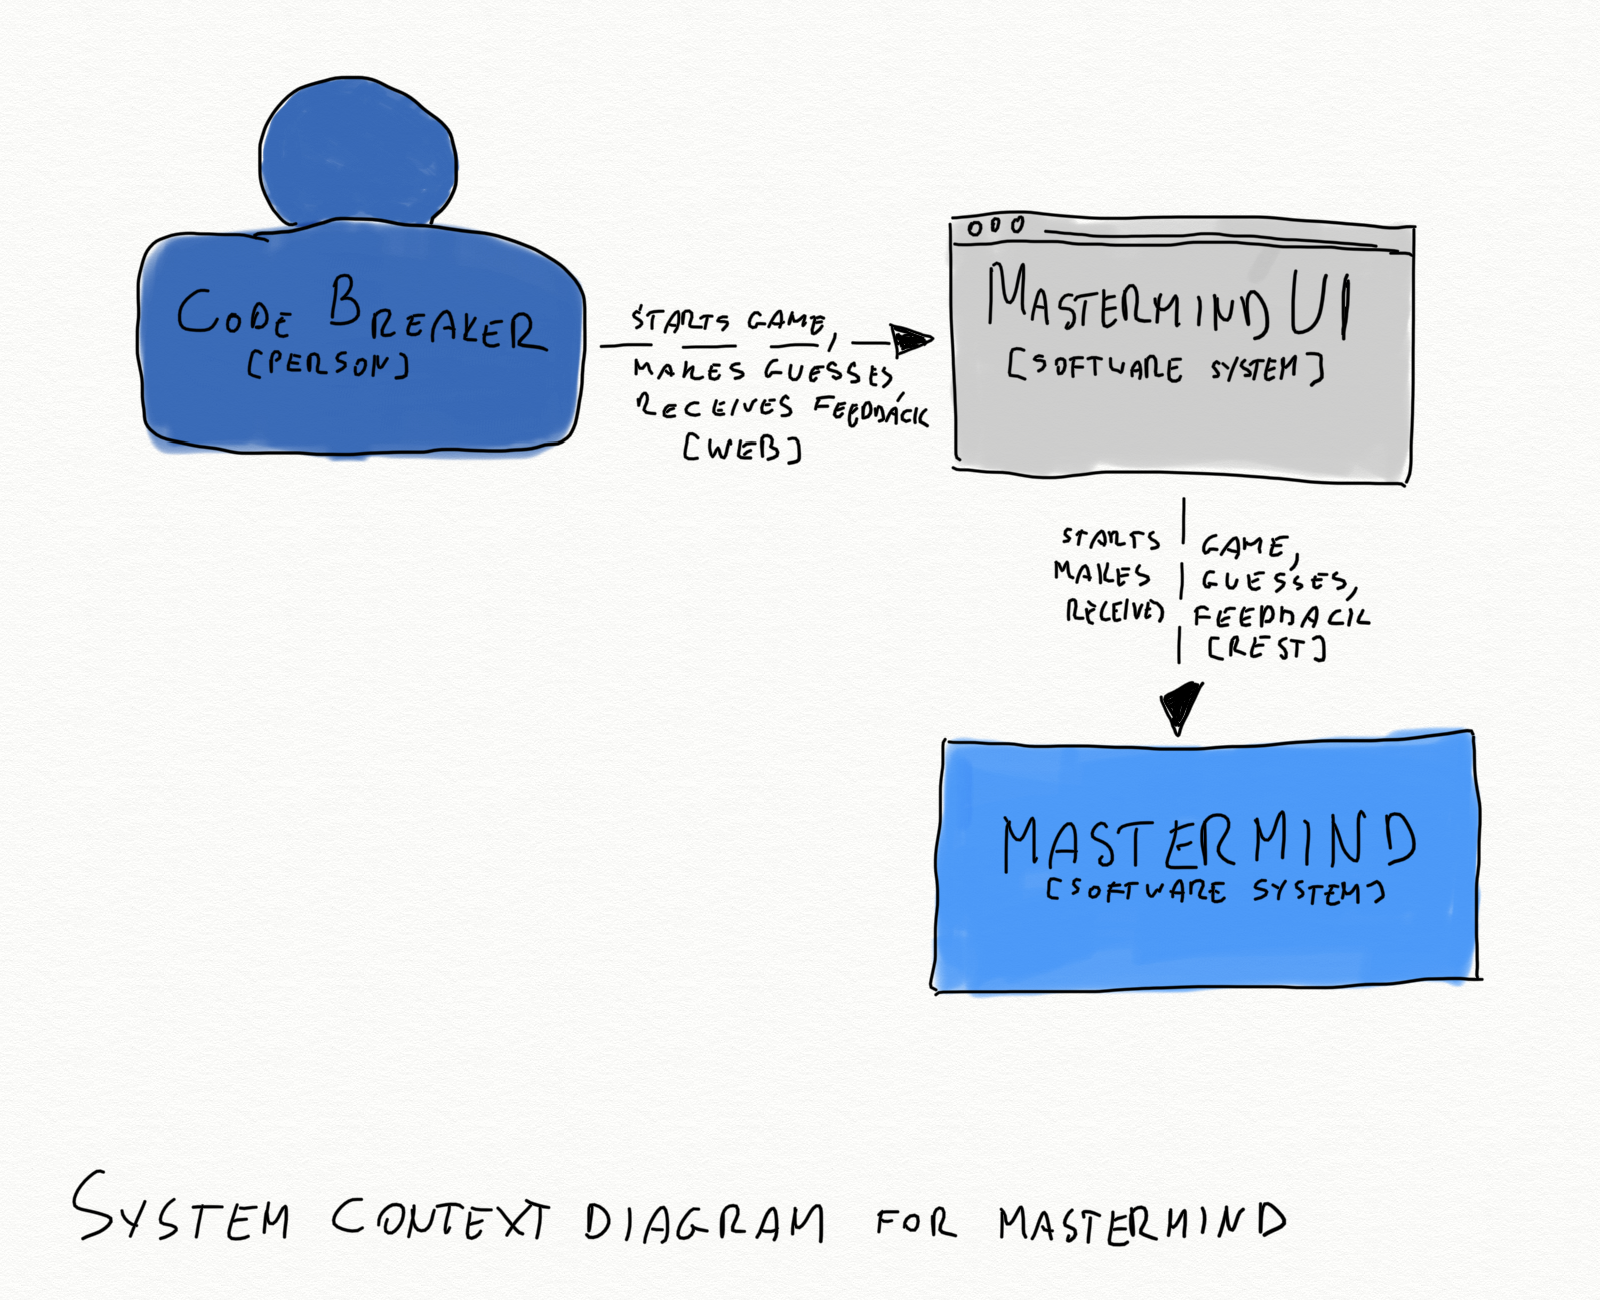 CODE BREAKER
[PERSON]
STARTS GAME,
MAKES GUESSES,
RECEIVES FEEDBACK
[WEB]
MASTERMIND UI
[SOFTWARE SYSTEM]
STARTS GAME,
MAKES GUESSES,
RECEIVES FEEDBACK
[REST]
MASTERMIND
[SOFTWARE SYSTEM]
SYSTEM CONTEXT DIAGRAM FOR MASTERMIND